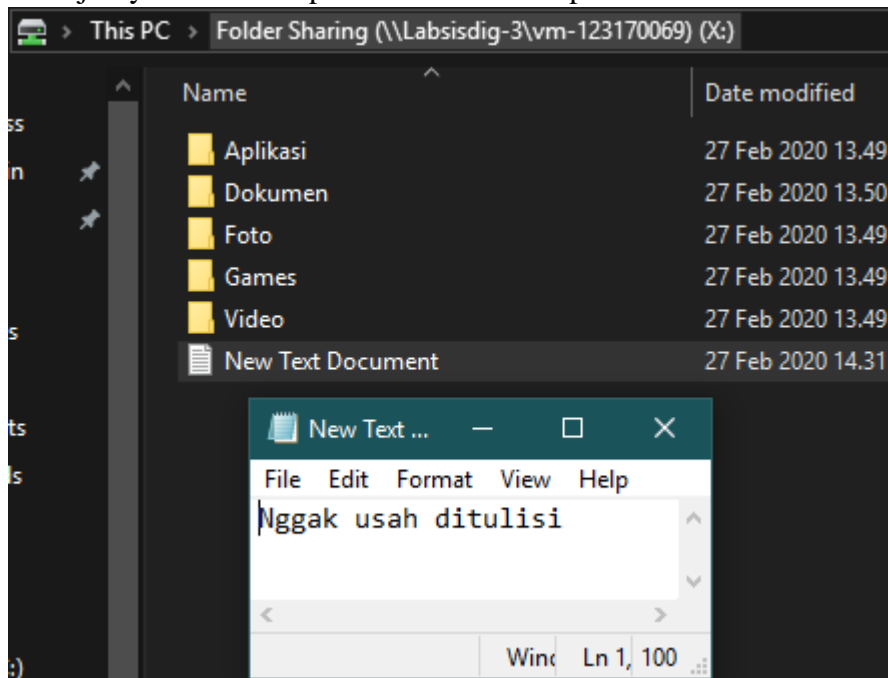 This PC > Folder Sharing (\\Labsisdig-3\vm-123170069) (X:)
Name Date modified
Aplikasi 27 Feb 2020 13.49
Dokumen 27 Feb 2020 13.50
Foto 27 Feb 2020 13.49
Games 27 Feb 2020 13.49
Video 27 Feb 2020 13.49
New Text Document 27 Feb 2020 14.31
New Text ...
File Edit Format View Help
Nggak usah ditulisi
Ln 1, 100